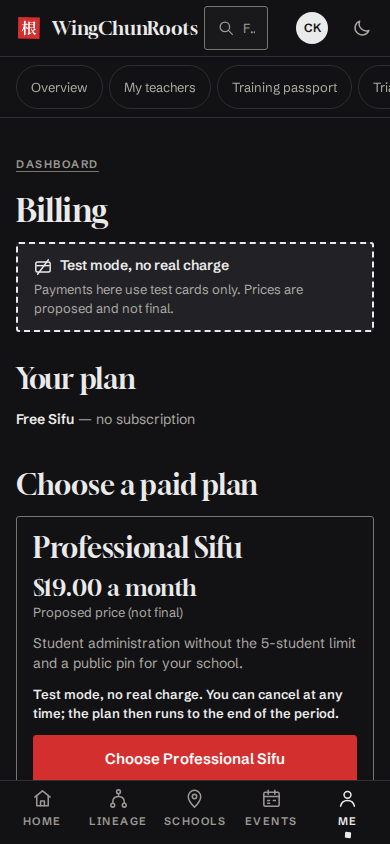 根 WingChunRoots F.. CK
Overview My teachers Training passport Tria
DASHBOARD
Billing
Test mode, no real charge
Payments here use test cards only. Prices are
proposed and not final.
Your plan
Free Sifu — no subscription
Choose a paid plan
Professional Sifu
$19.00 a month
Proposed price (not final)
Student administration without the 5-student limit
and a public pin for your school.
Test mode, no real charge. You can cancel at any
time; the plan then runs to the end of the period.
Choose Professional Sifu
HOME LINEAGE SCHOOLS EVENTS ME